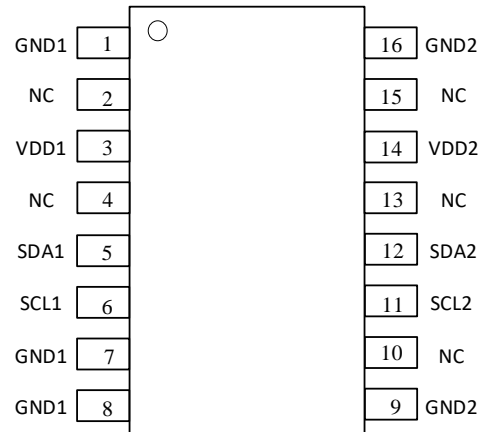 GND1 1 16 GND2
NC 2 15 NC
VDD1 3 14 VDD2
NC 4 13 NC
SDA1 5 12 SDA2
SCL1 6 11 SCL2
GND1 7 10 NC
GND1 8 9 GND2